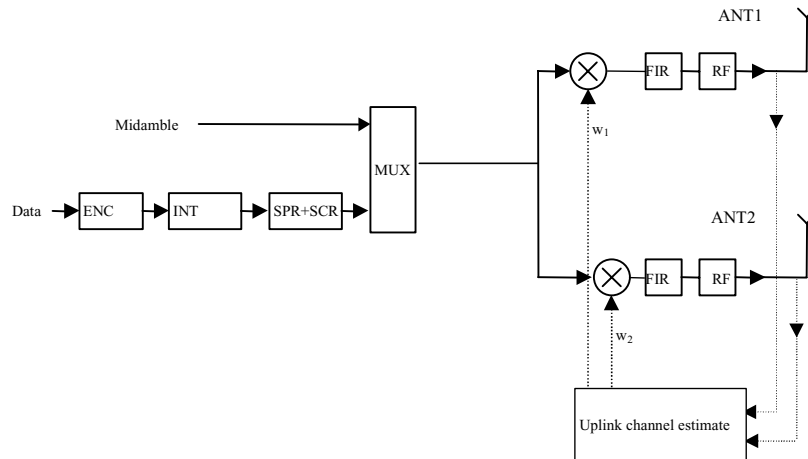 ANT1
FIR
RF
Midamble
w1
MUX
Data
ENC
INT
SPR+SCR
ANT2
FIR
RF
w2
Uplink channel estimate